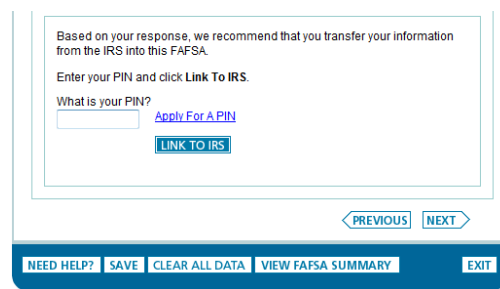 Based on your response, we recommend that you transfer your information
from the IRS into this FAFSA.
Enter your PIN and click Link To IRS.
What is your PIN?
Apply For A PIN
LINK TO IRS
PREVIOUS NEXT
NEED HELP? SAVE CLEAR ALL DATA VIEW FAFSA SUMMARY EXIT